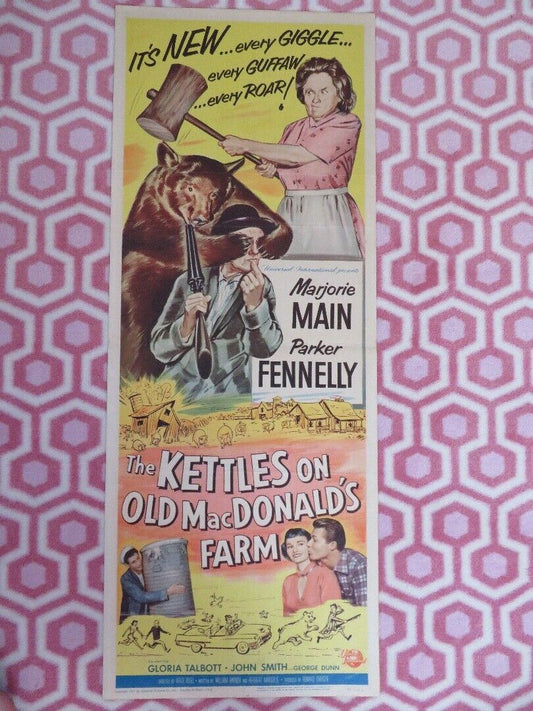 IT'S NEW...every GIGGLE...
every GUFFAW
...every ROAR!
Universal International presents
Marjorie
MAIN
Parker
FENNELLY
The KETTLES ON
OLD MacDONALD'S
FARM
GLORIA TALBOTT · JOHN SMITH...GEORGE DUNN